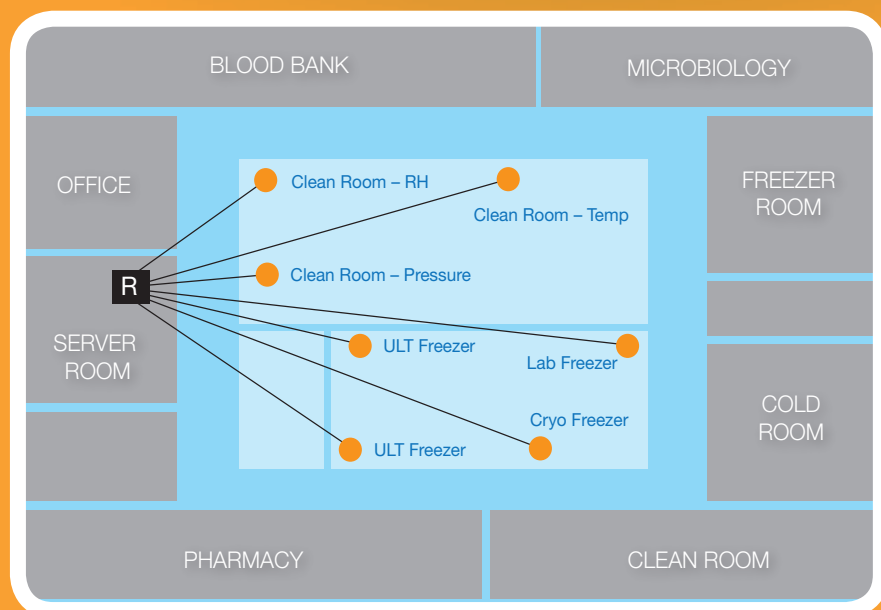 BLOOD BANK
MICROBIOLOGY
OFFICE
FREEZER
ROOM
Clean Room – RH
Clean Room – Temp
Clean Room – Pressure
R
SERVER
ROOM
ULT Freezer
Lab Freezer
COLD
ROOM
Cryo Freezer
ULT Freezer
PHARMACY
CLEAN ROOM